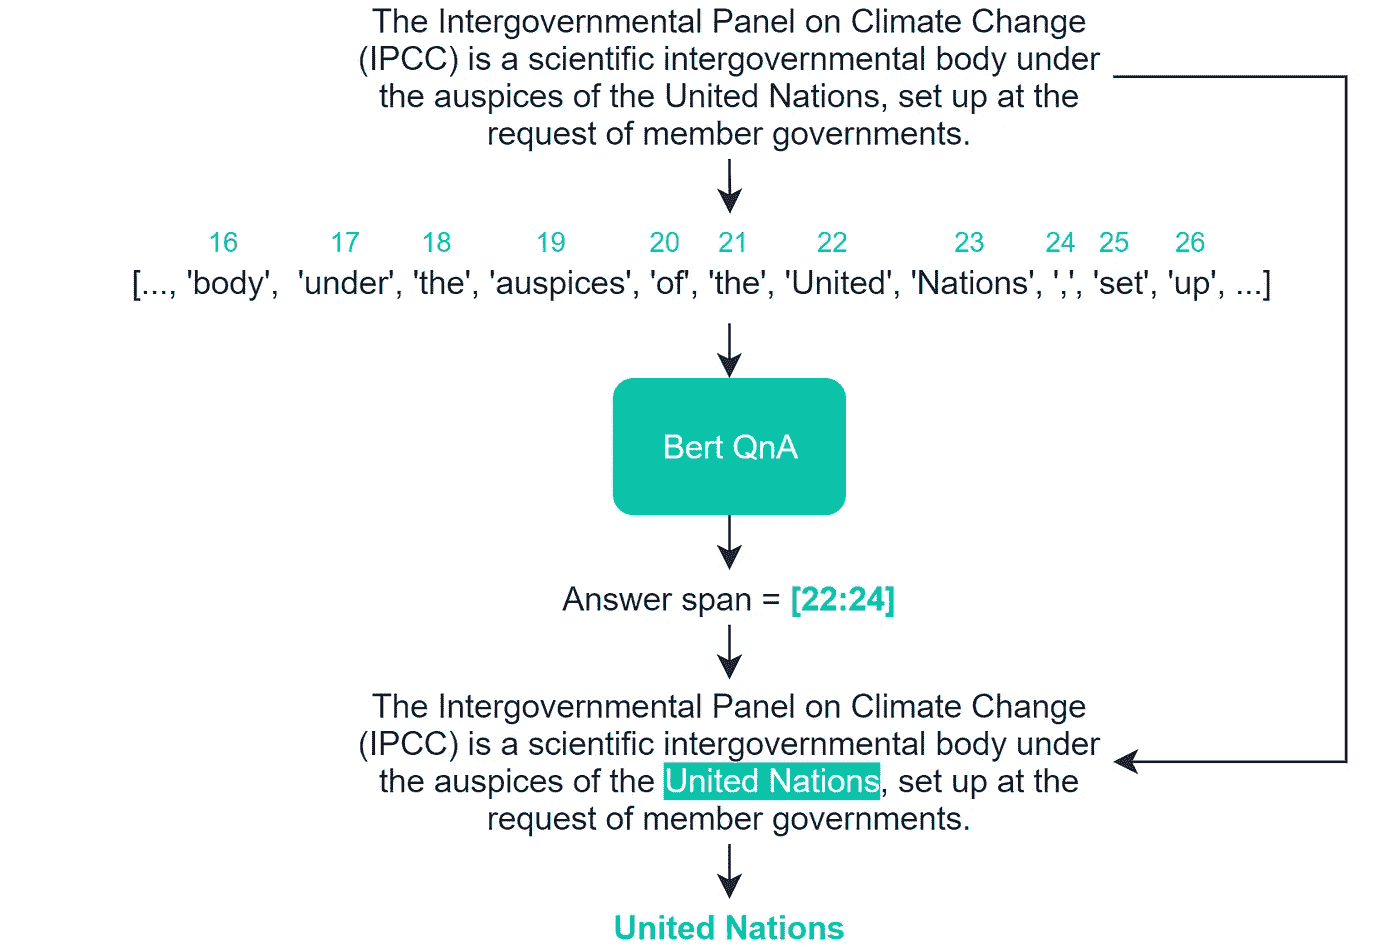 The Intergovernmental Panel on Climate Change
(IPCC) is a scientific intergovernmental body under
the auspices of the United Nations, set up at the
request of member governments.
16 17 18 19 20 21 22 23 24 25 26
[..., 'body', 'under', 'the', 'auspices', 'of', 'the', 'United', 'Nations', ',', 'set', 'up', ...]
Bert QnA
Answer span = [22:24]
The Intergovernmental Panel on Climate Change
(IPCC) is a scientific intergovernmental body under
the auspices of the United Nations, set up at the
request of member governments.
United Nations